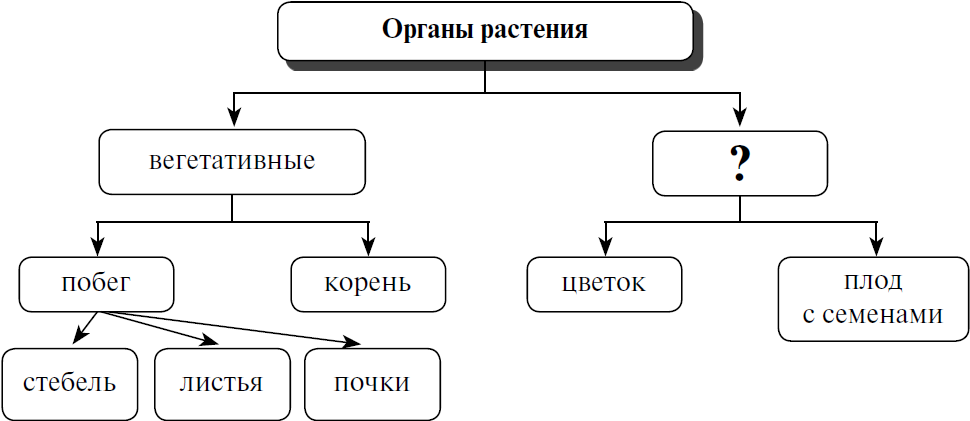 Органы растения
вегетативные
?
побег
корень
цветок
плод
с семенами
стебель
листья
почки